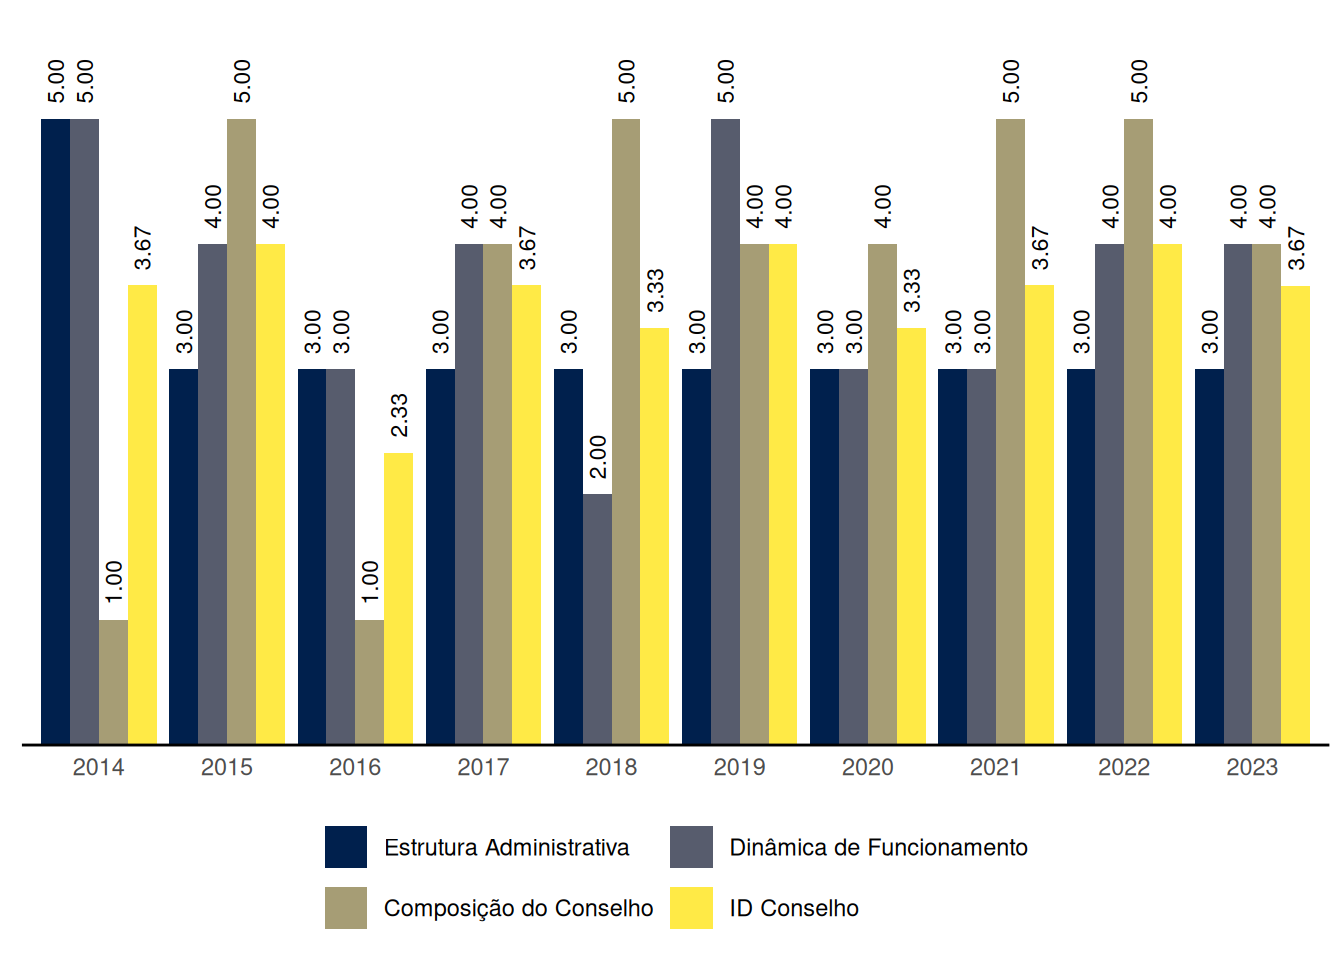 5.00 5.00 1.00 3.67 3.00 4.00 5.00 4.00 3.00 3.00 1.00 2.33 3.00 4.00 4.00 3.67 3.00 2.00 5.00 3.33 3.00 5.00 4.00 4.00 3.00 3.00 4.00 3.33 3.00 3.00 5.00 3.67 3.00 4.00 5.00 4.00 3.00 4.00 4.00 3.67
2014 2015 2016 2017 2018 2019 2020 2021 2022 2023
Estrutura Administrativa Dinâmica de Funcionamento
Composição do Conselho ID Conselho